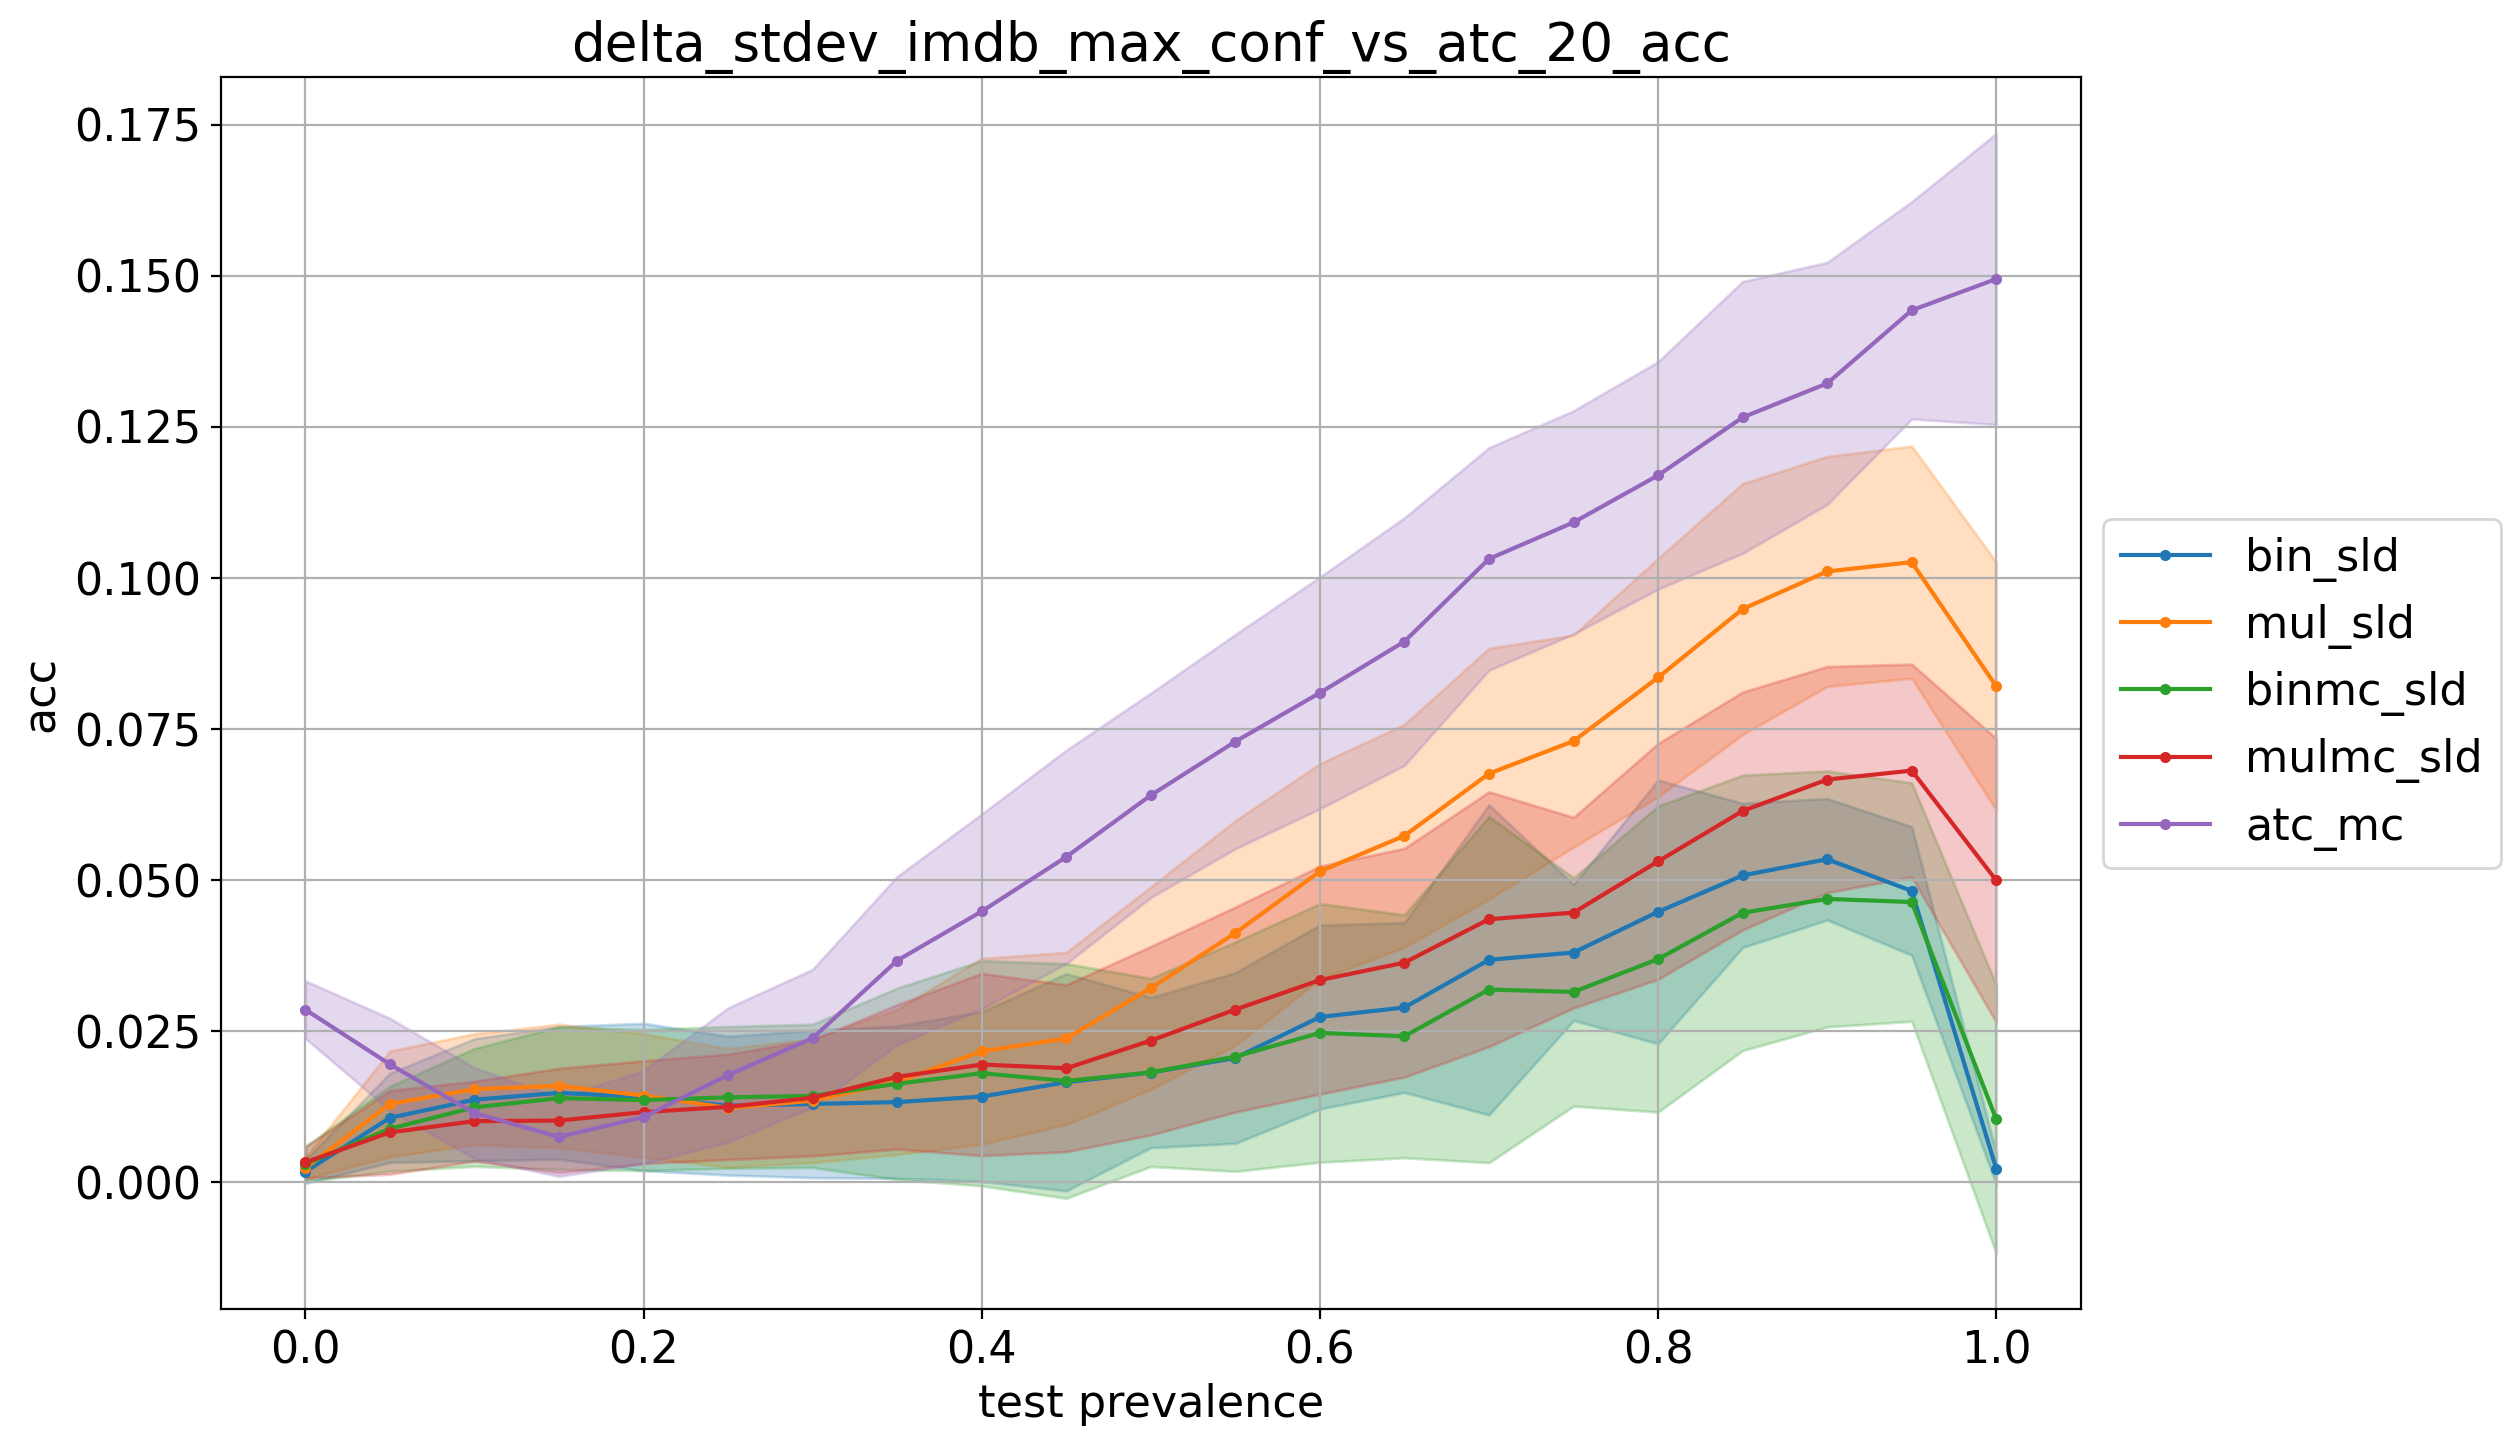 delta_stdev_imdb_max_conf_vs_atc_20_acc
acc
0.175
0.150
0.125
0.100
0.075
0.050
0.025
0.000
0.0 0.2 0.4 0.6 0.8 1.0
test prevalence
bin_sld
mul_sld
binmc_sld
mulmc_sld
atc_mc